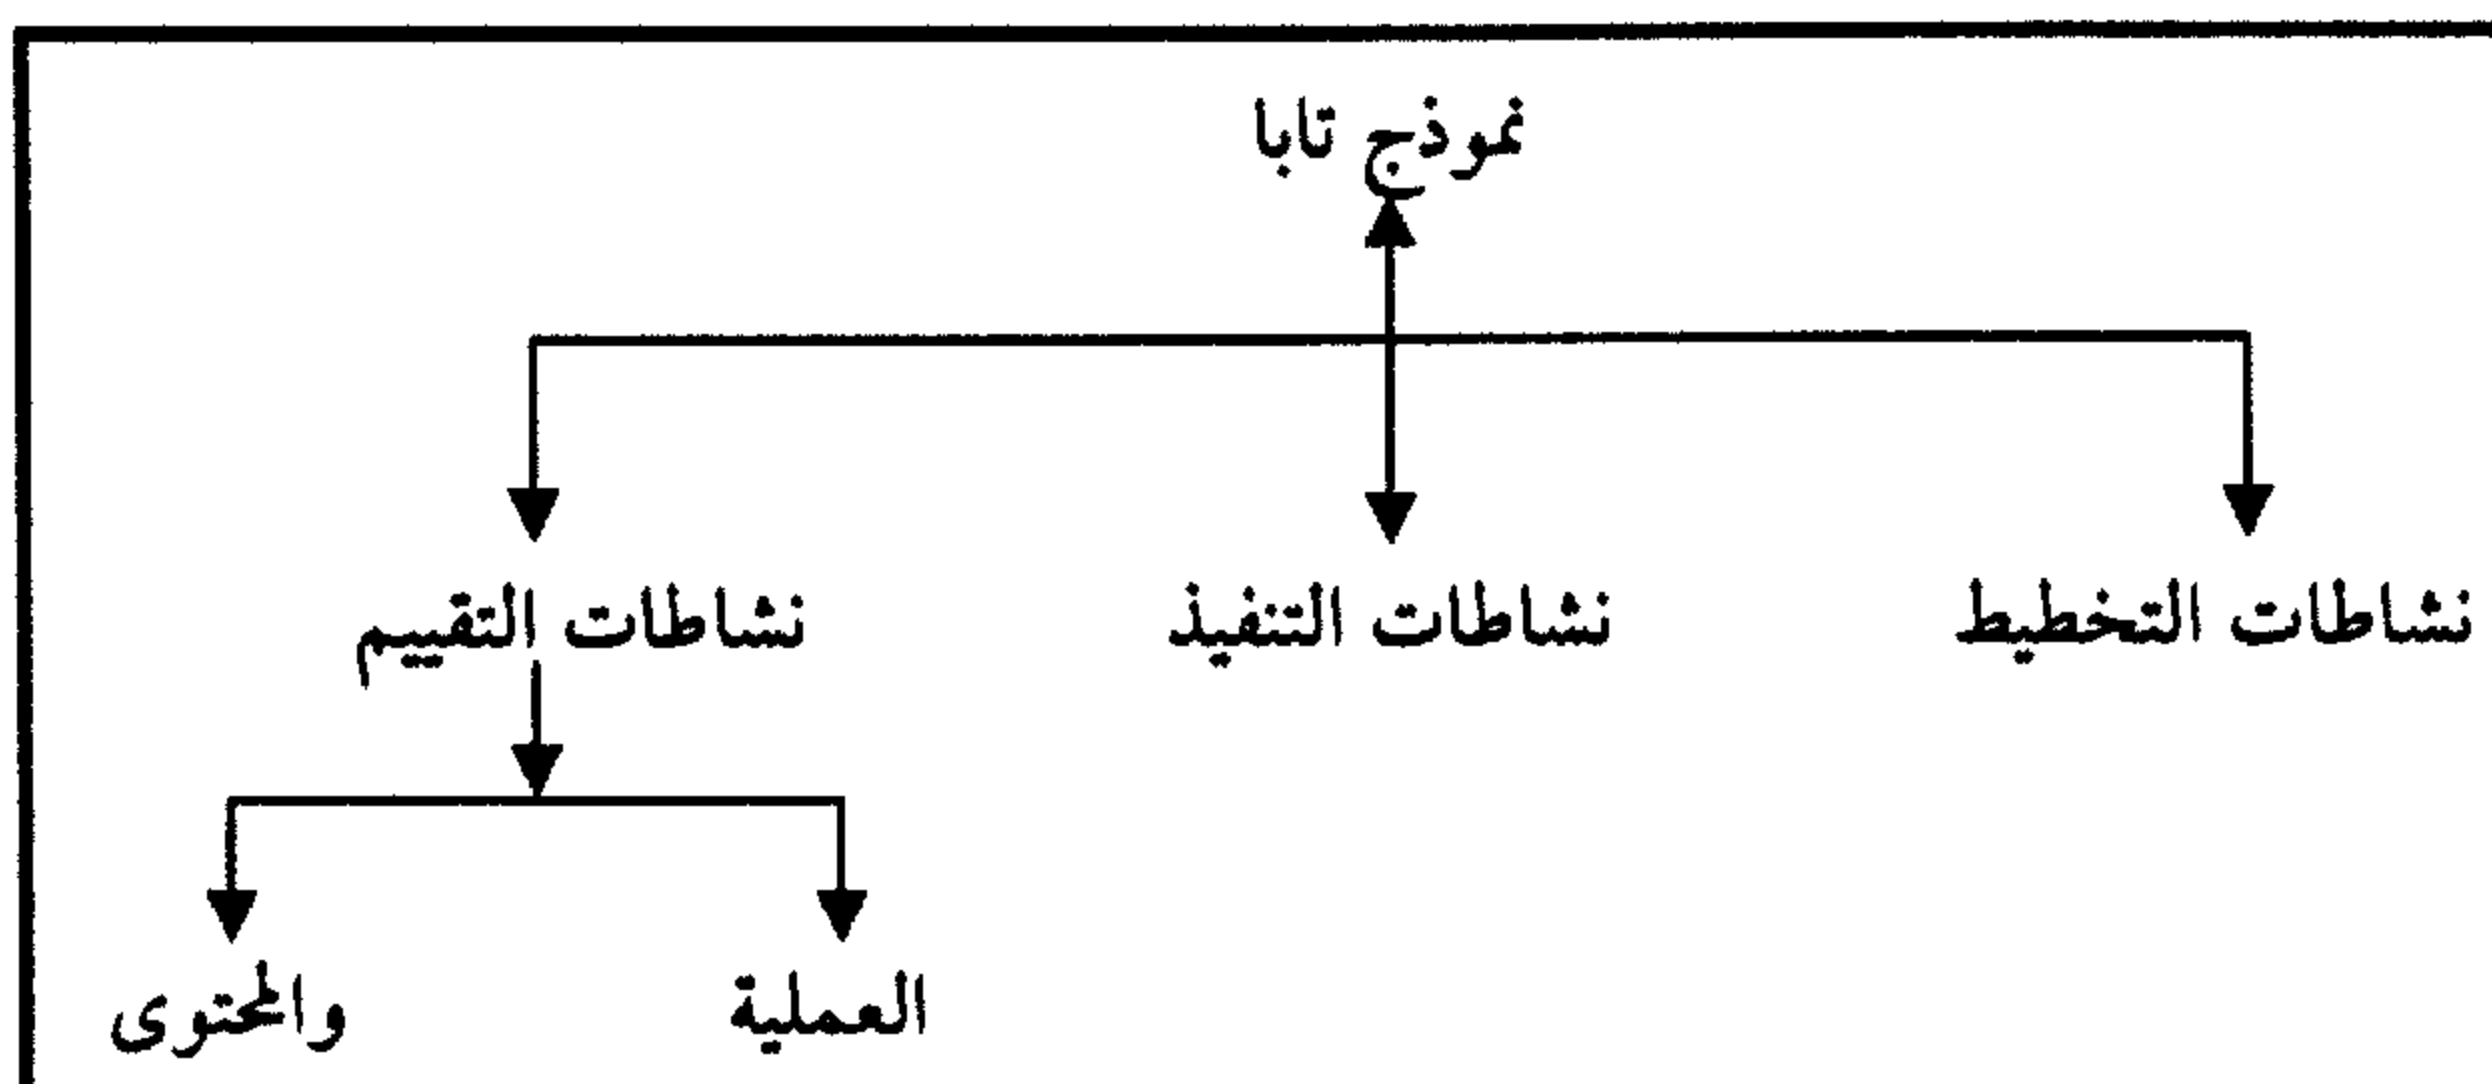 نموذج تابا
نشاطات التخطيط نشاطات التنفيذ نشاطات التقييم
العملية والمحتوى